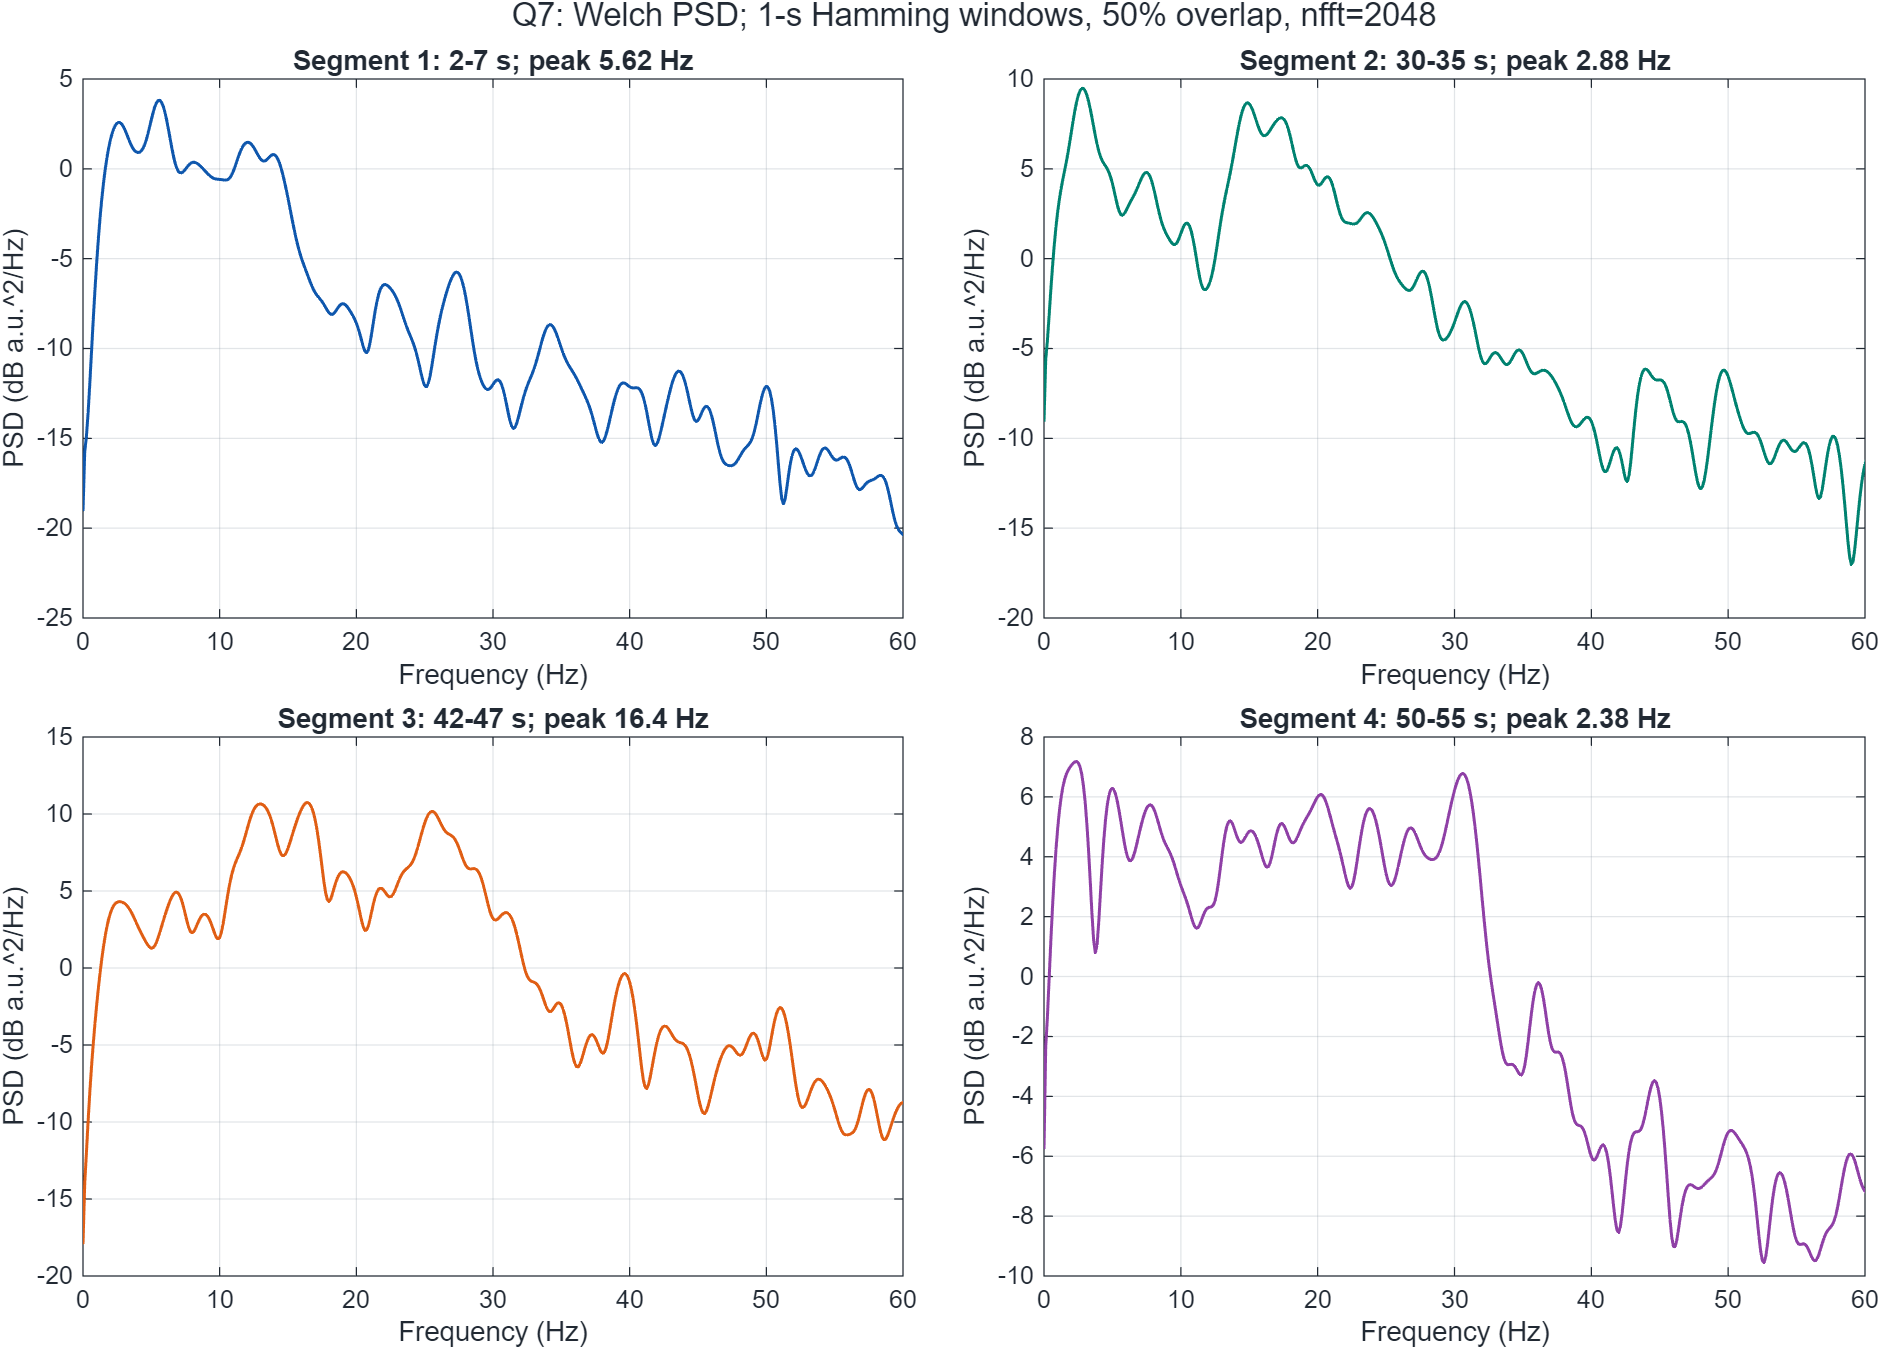 Q7: Welch PSD; 1-s Hamming windows, 50% overlap, nfft=2048
Segment 1: 2-7 s; peak 5.62 Hz
5
0
-5
-10
-15
-20
-25
PSD (dB a.u.^2/Hz)
0 10 20 30 40 50 60
Frequency (Hz)
Segment 2: 30-35 s; peak 2.88 Hz
10
5
0
-5
-10
-15
-20
PSD (dB a.u.^2/Hz)
0 10 20 30 40 50 60
Frequency (Hz)
Segment 3: 42-47 s; peak 16.4 Hz
15
10
5
0
-5
-10
-15
-20
PSD (dB a.u.^2/Hz)
0 10 20 30 40 50 60
Frequency (Hz)
Segment 4: 50-55 s; peak 2.38 Hz
8
6
4
2
0
-2
-4
-6
-8
-10
PSD (dB a.u.^2/Hz)
0 10 20 30 40 50 60
Frequency (Hz)